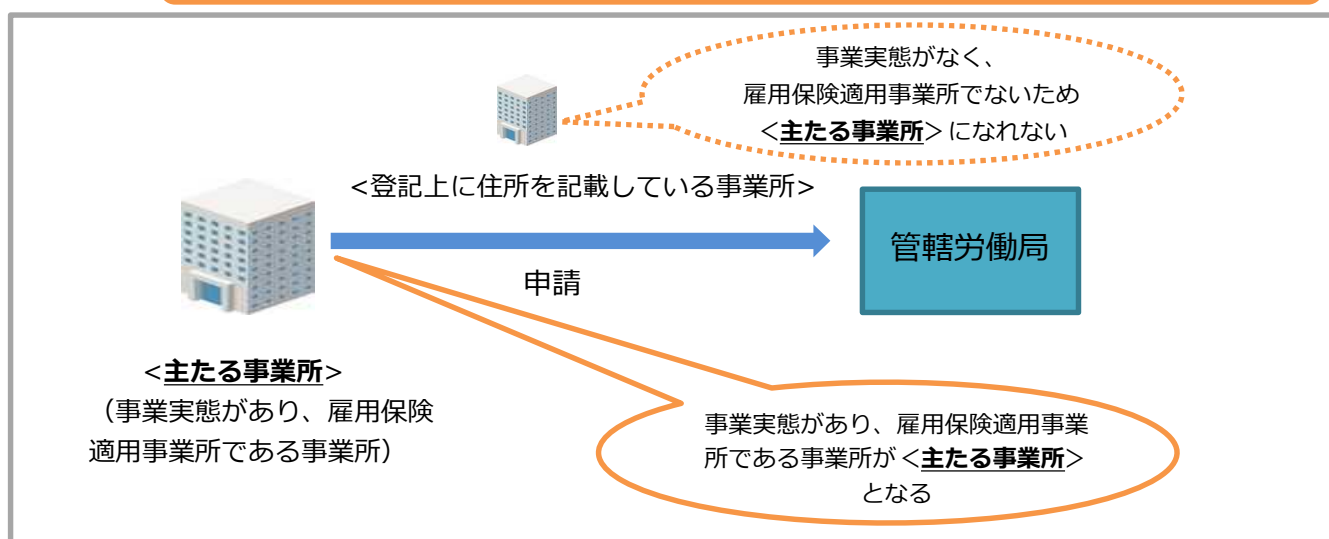 事業実態がなく、
雇用保険適用事業所でないため
<主たる事業所>になれない
<登記上に住所を記載している事業所>
管轄労働局
申請
<主たる事業所>
（事業実態があり、雇用保険
適用事業所である事業所）
事業実態があり、雇用保険適用事業
所である事業所が<主たる事業所>
となる